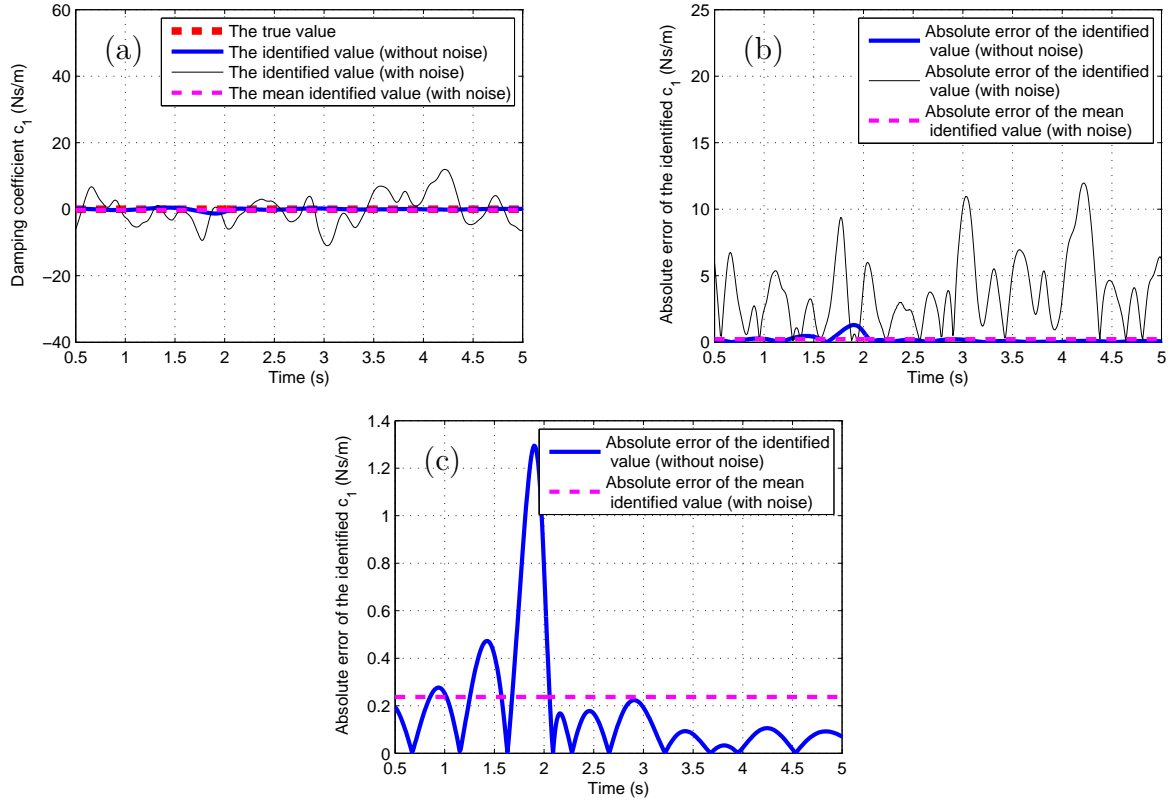 (a)
The true value
The identified value (without noise)
The identified value (with noise)
The mean identified value (with noise)
Damping coefficient c1 (Ns/m)
60
40
20
0
−20
−40
0.5 1 1.5 2 2.5 3 3.5 4 4.5 5
Time (s)
(b)
Absolute error of the identified
value (without noise)
Absolute error of the identified
value (with noise)
Absolute error of the mean
identified value (with noise)
Absolute error of the identified c1 (Ns/m)
25
20
15
10
5
0
0.5 1 1.5 2 2.5 3 3.5 4 4.5 5
Time (s)
(c)
Absolute error of the identified
value (without noise)
Absolute error of the mean
identified value (with noise)
Absolute error of the identified c1 (Ns/m)
1.4
1.2
1
0.8
0.6
0.4
0.2
0
0.5 1 1.5 2 2.5 3 3.5 4 4.5 5
Time (s)